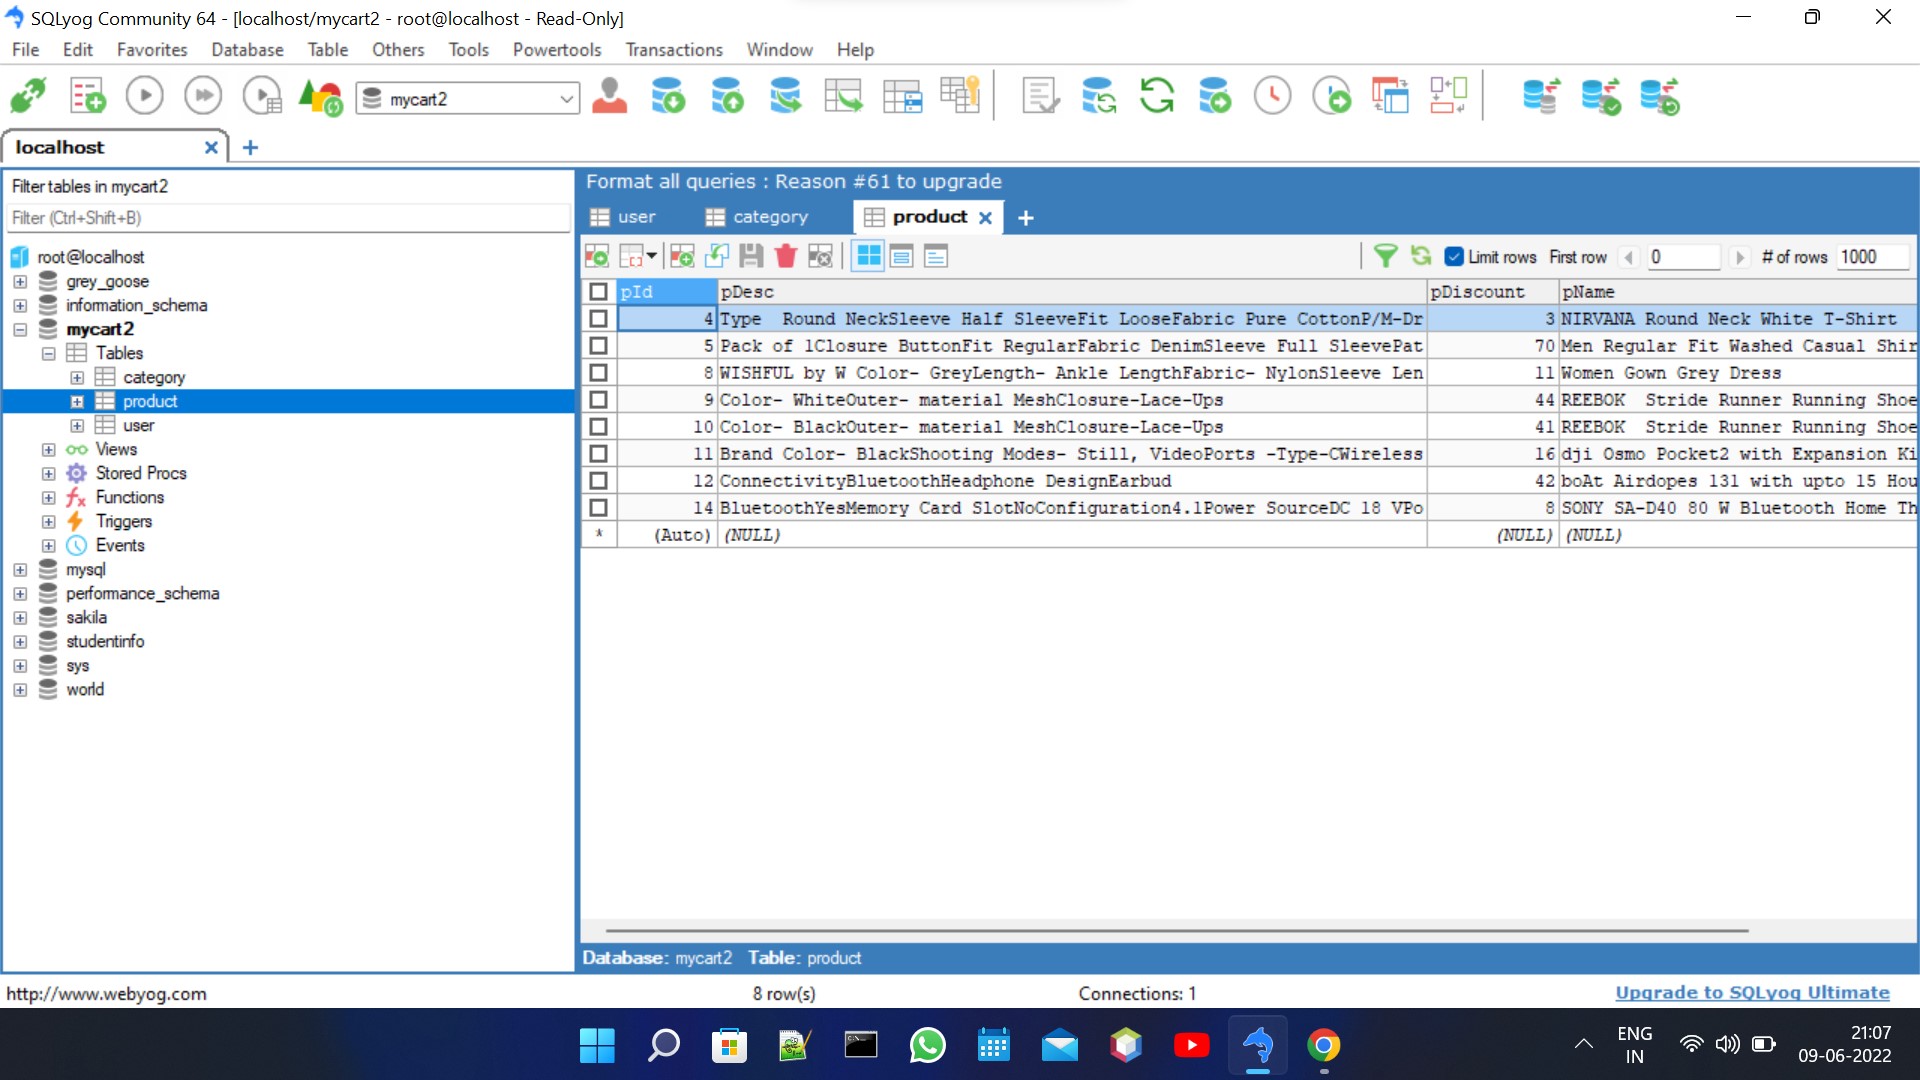 SQLyog Community 64 - [localhost/mycart2 - root@localhost - Read-Only]
File Edit Favorites Database Table Others Tools Powertools Transactions Window Help
mycart2
localhost
Filter tables in mycart2
Filter (Ctrl+Shift+B)
root@localhost
grey_goose
information_schema
mycart2
Tables
category
product
user
Views
Stored Procs
Functions
Triggers
Events
mysql
performance_schema
sakila
studentinfo
sys
world
Format all queries : Reason #61 to upgrade
user category product
Limit rows First row 0 # of rows 1000
pId pDesc pDiscount pName
4 Type Round NeckSleeve Half SleeveFit LooseFabric Pure CottonP/M-Dr 3 NIRVANA Round Neck White T-Shirt
5 Pack of 1Closure ButtonFit RegularFabric DenimSleeve Full SleevePat 70 Men Regular Fit Washed Casual Shir
8 WISHFUL by W Color- GreyLength- Ankle LengthFabric- NylonSleeve Len 11 Women Gown Grey Dress
9 Color- WhiteOuter- material MeshClosure-Lace-Ups 44 REEBOK Stride Runner Running Shoe
10 Color- BlackOuter- material MeshClosure-Lace-Ups 41 REEBOK Stride Runner Running Shoe
11 Brand Color- BlackShooting Modes- Still, VideoPorts -Type-CWireless 16 dji Osmo Pocket2 with Expansion Ki
12 ConnectivityBluetoothHeadphone DesignEarbud 42 boAt Airdopes 131 with upto 15 Hou
14 BluetoothYesMemory Card SlotNoConfiguration4.1Power SourceDC 18 VPo 8 SONY SA-D40 80 W Bluetooth Home Th
* (Auto) (NULL) (NULL) (NULL)
Database: mycart2 Table: product
http://www.webyog.com 8 row(s) Connections: 1 Upgrade to SQLyog Ultimate
ENG
IN
21:07
09-06-2022